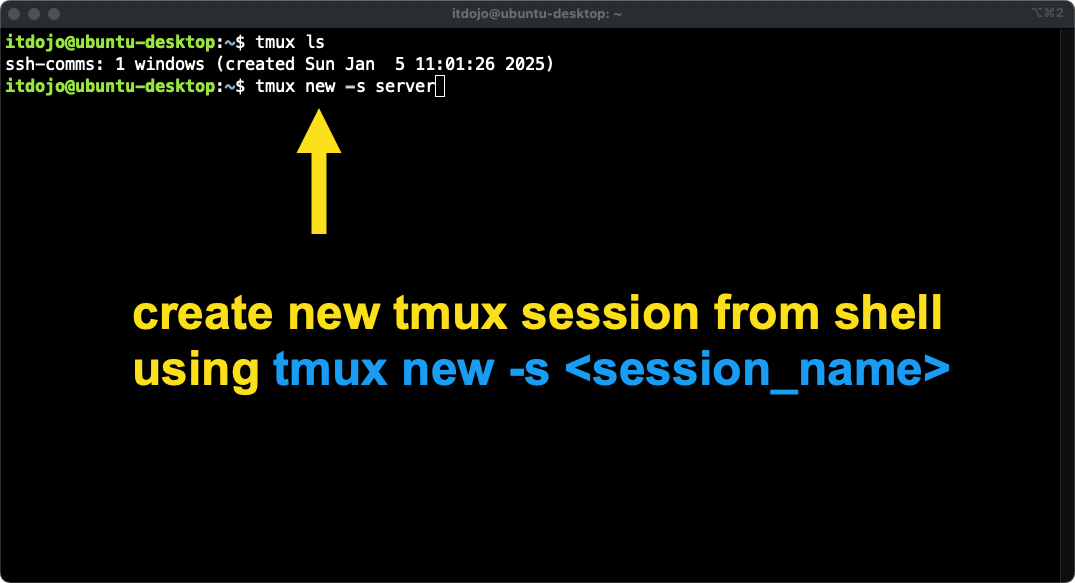 itdojo@ubuntu-desktop: ~
⌥⌘2
itdojo@ubuntu-desktop:~$ tmux ls
ssh-comms: 1 windows (created Sun Jan  5 11:01:26 2025)
itdojo@ubuntu-desktop:~$ tmux new -s server
create new tmux session from shell
using tmux new -s <session_name>